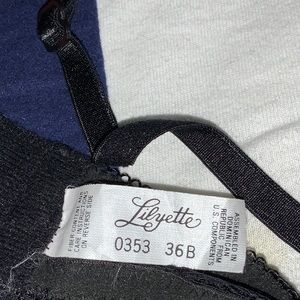 FIBER CONTENT AND
CARE INSTRUCTIONS
ON REVERSE SIDE
Lilyette
0353 36B
ASSEMBLED IN
DOMINICAN
REPUBLIC FROM
U.S. COMPONENTS